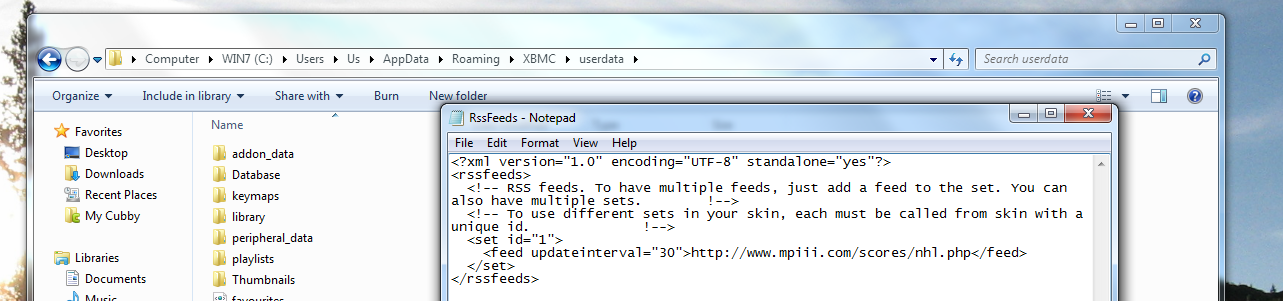 Computer WIN7 (C:) Users Us AppData Roaming XBMC userdata Search userdata
Organize Include in library Share with Burn New folder
Favorites
Desktop
Downloads
Recent Places
My Cubby
Libraries
Documents
Music
Name
addon_data
Database
keymaps
library
peripheral_data
playlists
Thumbnails
favourites
Type Size
RssFeeds - Notepad
File Edit Format View Help
<?xml version="1.0" encoding="UTF-8" standalone="yes"?>
<rssfeeds>
  <!-- RSS feeds. To have multiple feeds, just add a feed to the set. You can
also have multiple sets.        !-->
  <!-- To use different sets in your skin, each must be called from skin with a
unique id.              !-->
  <set id="1">
    <feed updateinterval="30">http://www.mpiii.com/scores/nhl.php</feed>
  </set>
</rssfeeds>